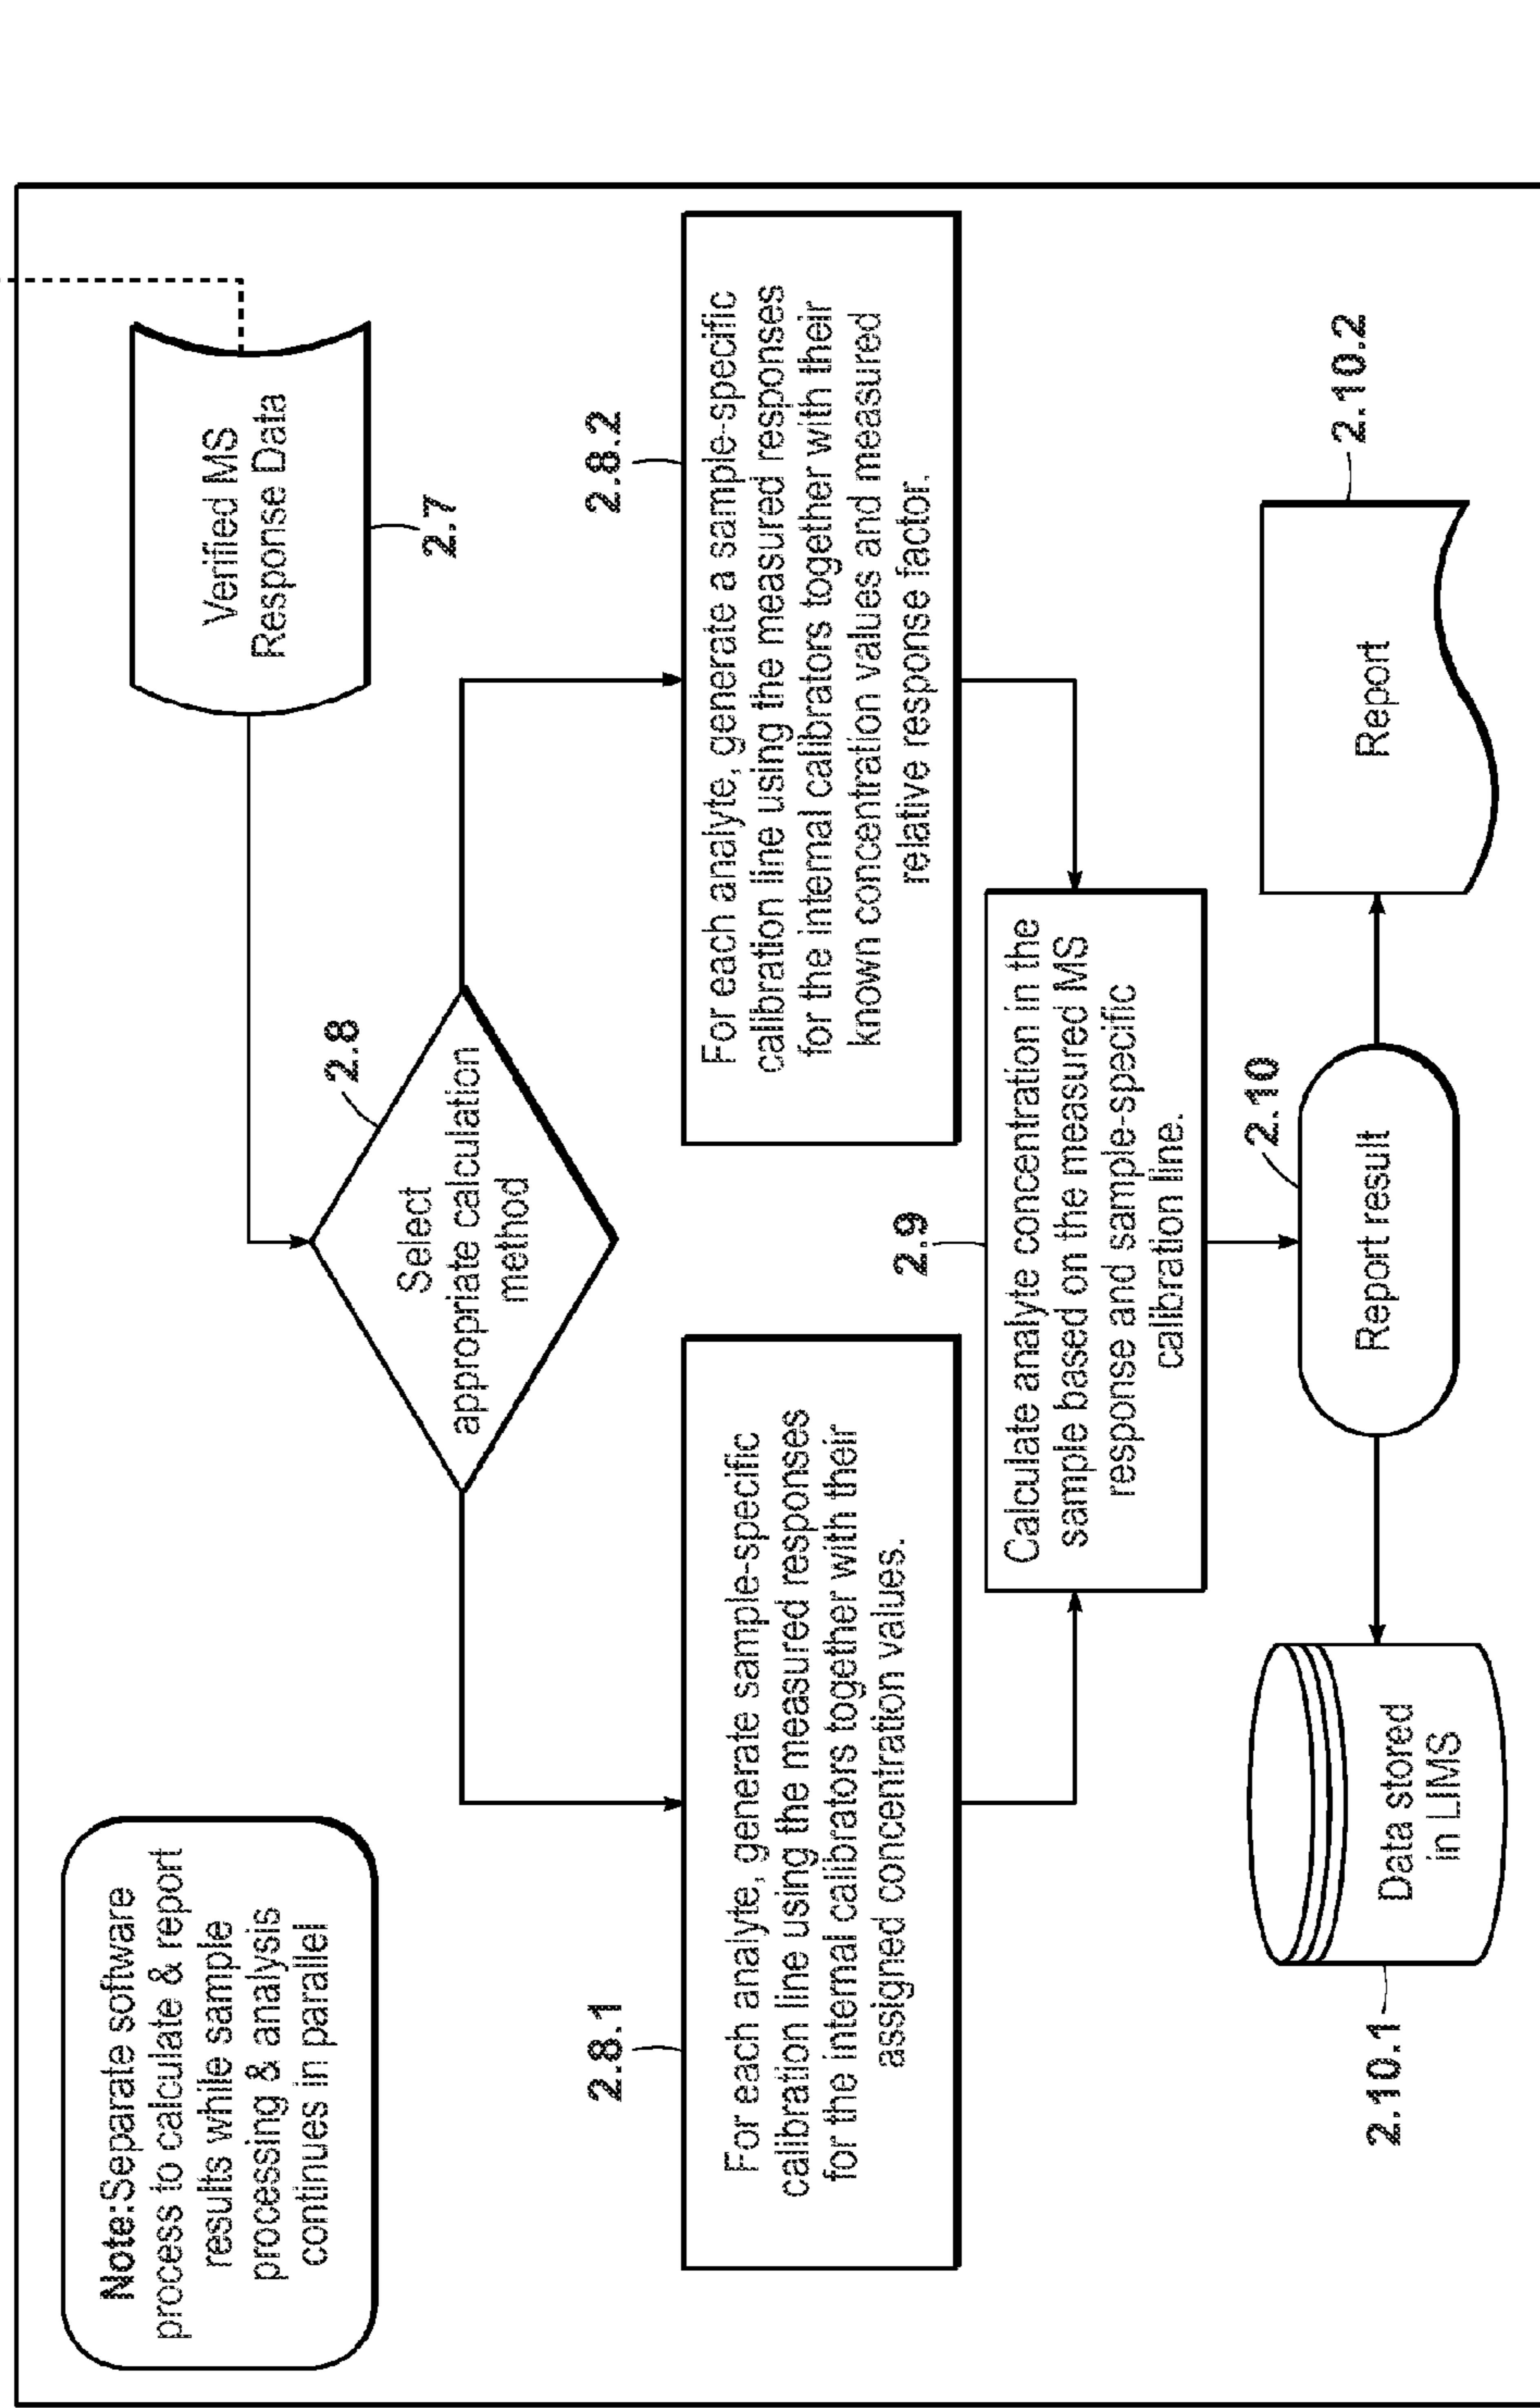 Note:Separate software
process to calculate & report
results while sample
processing & analysis
continues in parallel
Verified MS
Response Data
2.7
2.8
Select
appropriate calculation
method
2.8.1
For each analyte, generate sample-specific
calibration line using the measured responses
for the internal calibrators together with their
assigned concentration values.
2.8.2
For each analyte, generate a sample-specific
calibration line using the measured responses
for the internal calibrators together with their
known concentration values and measured
relative response factor.
2.9
Calculate analyte concentration in the
sample based on the measured MS
response and sample-specific
calibration line.
2.10
Report result
2.10.1
Data stored
in LIMS
2.10.2
Report